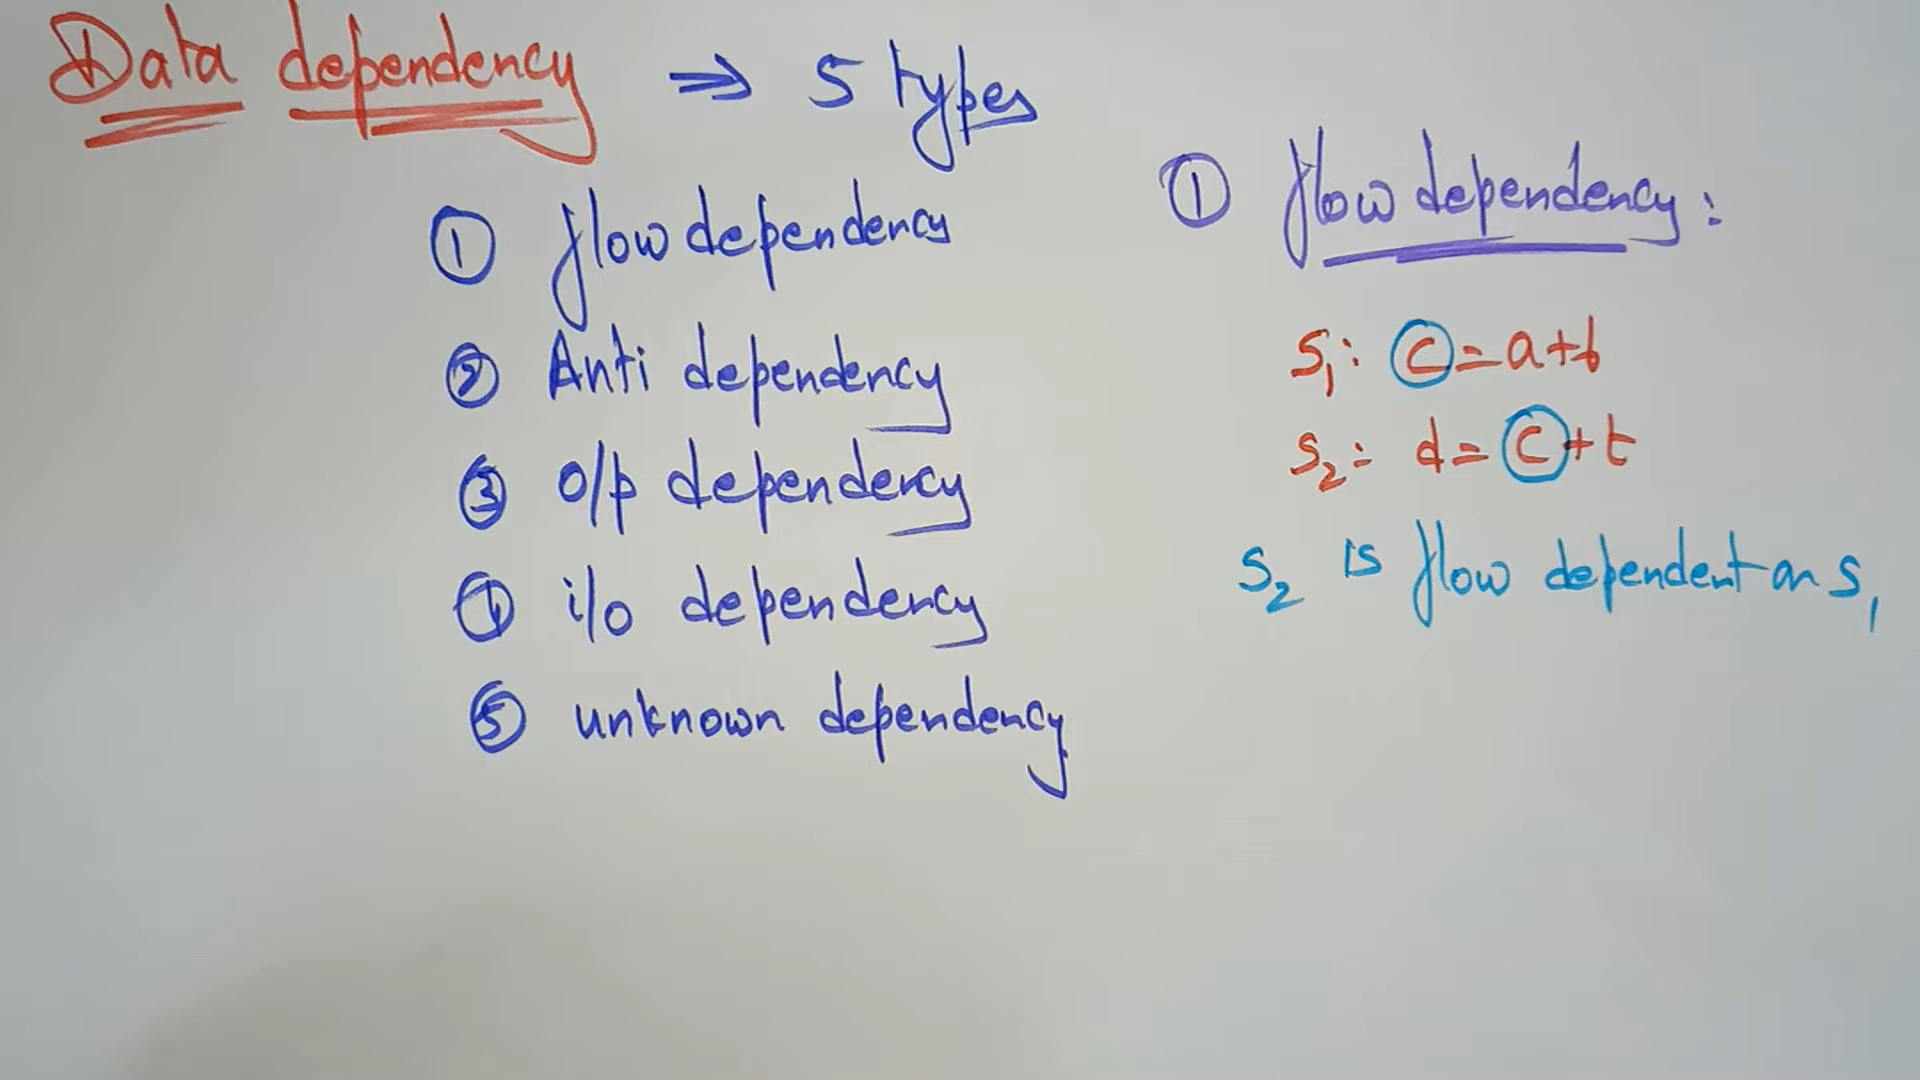 Data dependency ⇒ 5 types
① flow dependency
② Anti dependency
③ o/p dependency
④ i/o dependency
⑤ unknown dependency
① flow dependency:
S₁: c = a+b
S₂: d = c + t
S₂ is flow dependent on S₁